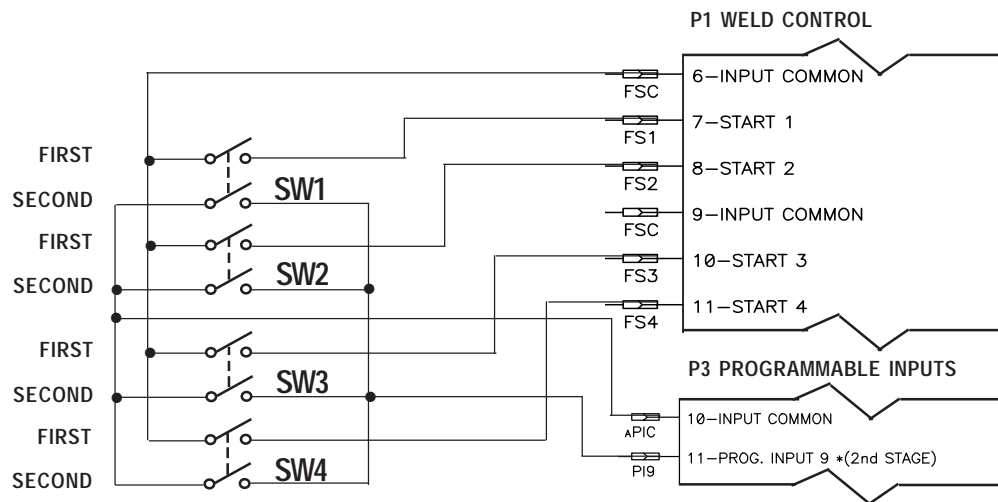 P1 WELD CONTROL
6-INPUT COMMON
FSC
7-START 1
FS1
FIRST
8-START 2
FS2
SECOND
SW1
9-INPUT COMMON
FSC
FIRST
10-START 3
FS3
SECOND
SW2
11-START 4
FS4
FIRST
P3 PROGRAMMABLE INPUTS
SECOND
SW3
10-INPUT COMMON
APIC
FIRST
11-PROG. INPUT 9 *(2nd STAGE)
PI9
SECOND
SW4